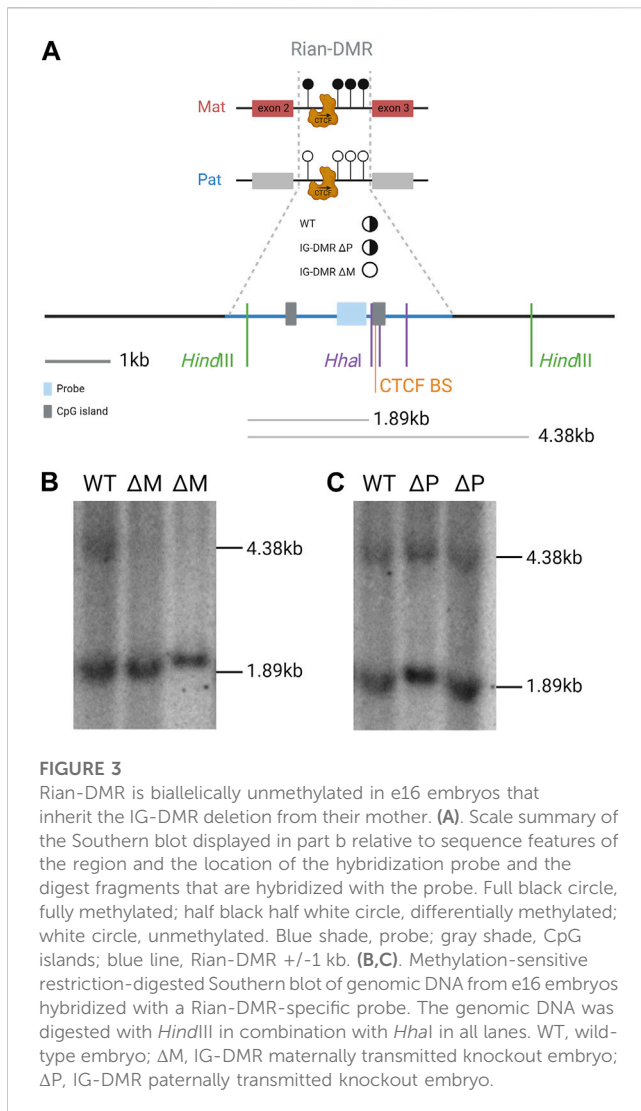 A
Rian-DMR
Mat
exon 2
CTCF
exon 3
Pat
CTCF
WT
IG-DMR ΔP
IG-DMR ΔM
1kb
HindIII
HhaI
HindIII
CTCF BS
Probe
CpG island
1.89kb
4.38kb
B
WT ΔM ΔM
4.38kb
1.89kb
C
WT ΔP ΔP
4.38kb
1.89kb
FIGURE 3
Rian-DMR is biallelically unmethylated in e16 embryos that
inherit the IG-DMR deletion from their mother. (A). Scale summary of
the Southern blot displayed in part b relative to sequence features of
the region and the location of the hybridization probe and the
digest fragments that are hybridized with the probe. Full black circle,
fully methylated; half black half white circle, differentially methylated;
white circle, unmethylated. Blue shade, probe; gray shade, CpG
islands; blue line, Rian-DMR +/-1 kb. (B,C). Methylation-sensitive
restriction-digested Southern blot of genomic DNA from e16 embryos
hybridized with a Rian-DMR-specific probe. The genomic DNA was
digested with HindIII in combination with HhaI in all lanes. WT, wild-
type embryo; ΔM, IG-DMR maternally transmitted knockout embryo;
ΔP, IG-DMR paternally transmitted knockout embryo.